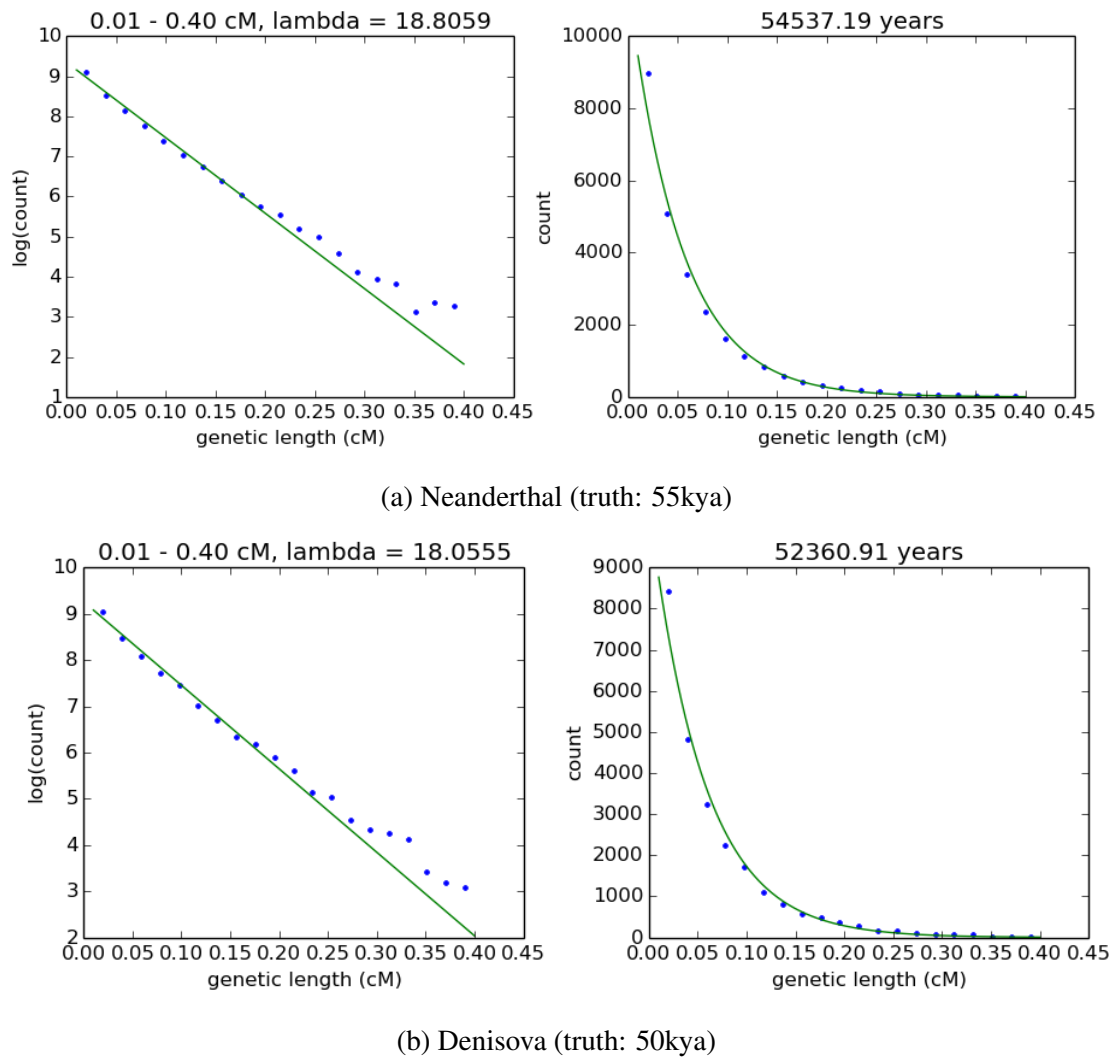 0.01 - 0.40 cM, lambda = 18.8059
10
9
8
7
6
5
4
3
2
1
log(count)
0.00 0.05 0.10 0.15 0.20 0.25 0.30 0.35 0.40 0.45
genetic length (cM)
54537.19 years
10000
8000
6000
4000
2000
0
count
0.00 0.05 0.10 0.15 0.20 0.25 0.30 0.35 0.40 0.45
genetic length (cM)
(a) Neanderthal (truth: 55kya)
0.01 - 0.40 cM, lambda = 18.0555
10
9
8
7
6
5
4
3
2
log(count)
0.00 0.05 0.10 0.15 0.20 0.25 0.30 0.35 0.40 0.45
genetic length (cM)
52360.91 years
9000
8000
7000
6000
5000
4000
3000
2000
1000
0
count
0.00 0.05 0.10 0.15 0.20 0.25 0.30 0.35 0.40 0.45
genetic length (cM)
(b) Denisova (truth: 50kya)